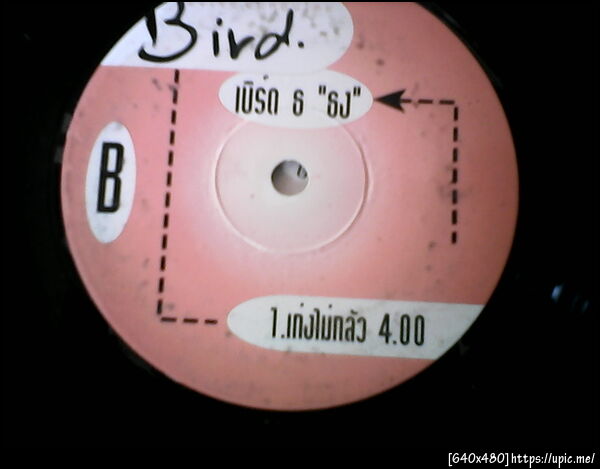 Bird.
เบิร์ด ธ "ธง"
B
1.เก่งไม่กลัว 4.00
[640x480]https://upic.me/